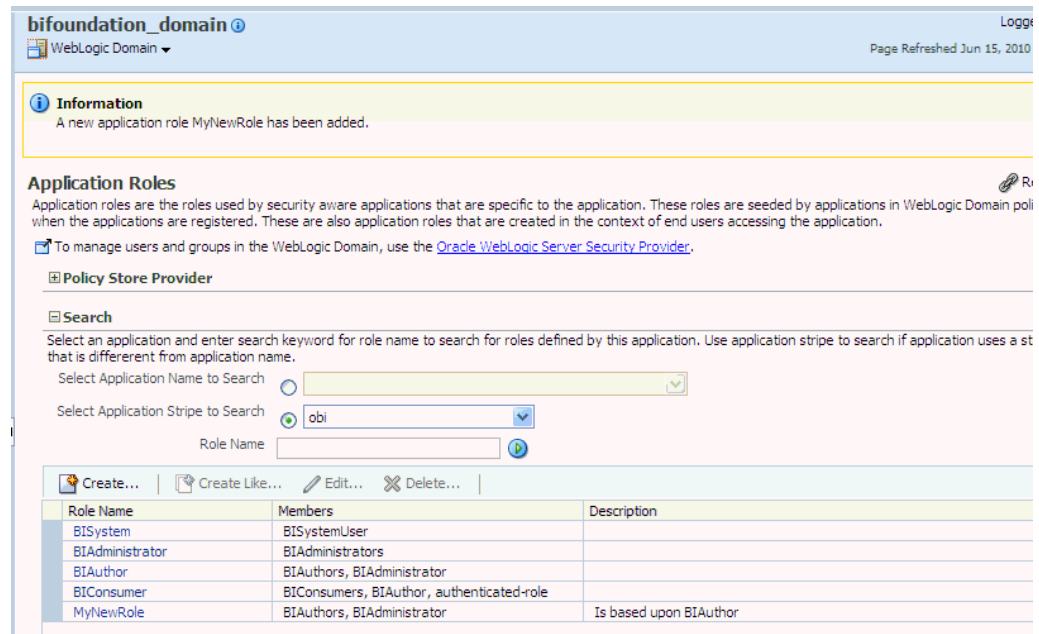 bifoundation_domain
Logge
WebLogic Domain
Page Refreshed Jun 15, 2010
Information
A new application role MyNewRole has been added.
Application Roles
Application roles are the roles used by security aware applications that are specific to the application. These roles are seeded by applications in WebLogic Domain poli
when the applications are registered. These are also application roles that are created in the context of end users accessing the application.
To manage users and groups in the WebLogic Domain, use the Oracle WebLogic Server Security Provider.
Policy Store Provider
Search
Select an application and enter search keyword for role name to search for roles defined by this application. Use application stripe to search if application uses a st
that is differerent from application name.
Select Application Name to Search
Select Application Stripe to Search obi
Role Name
Create... Create Like... Edit... Delete...
Role Name Members Description
BISystem BISystemUser
BIAdministrator BIAdministrators
BIAuthor BIAuthors, BIAdministrator
BIConsumer BIConsumers, BIAuthor, authenticated-role
MyNewRole BIAuthors, BIAdministrator Is based upon BIAuthor